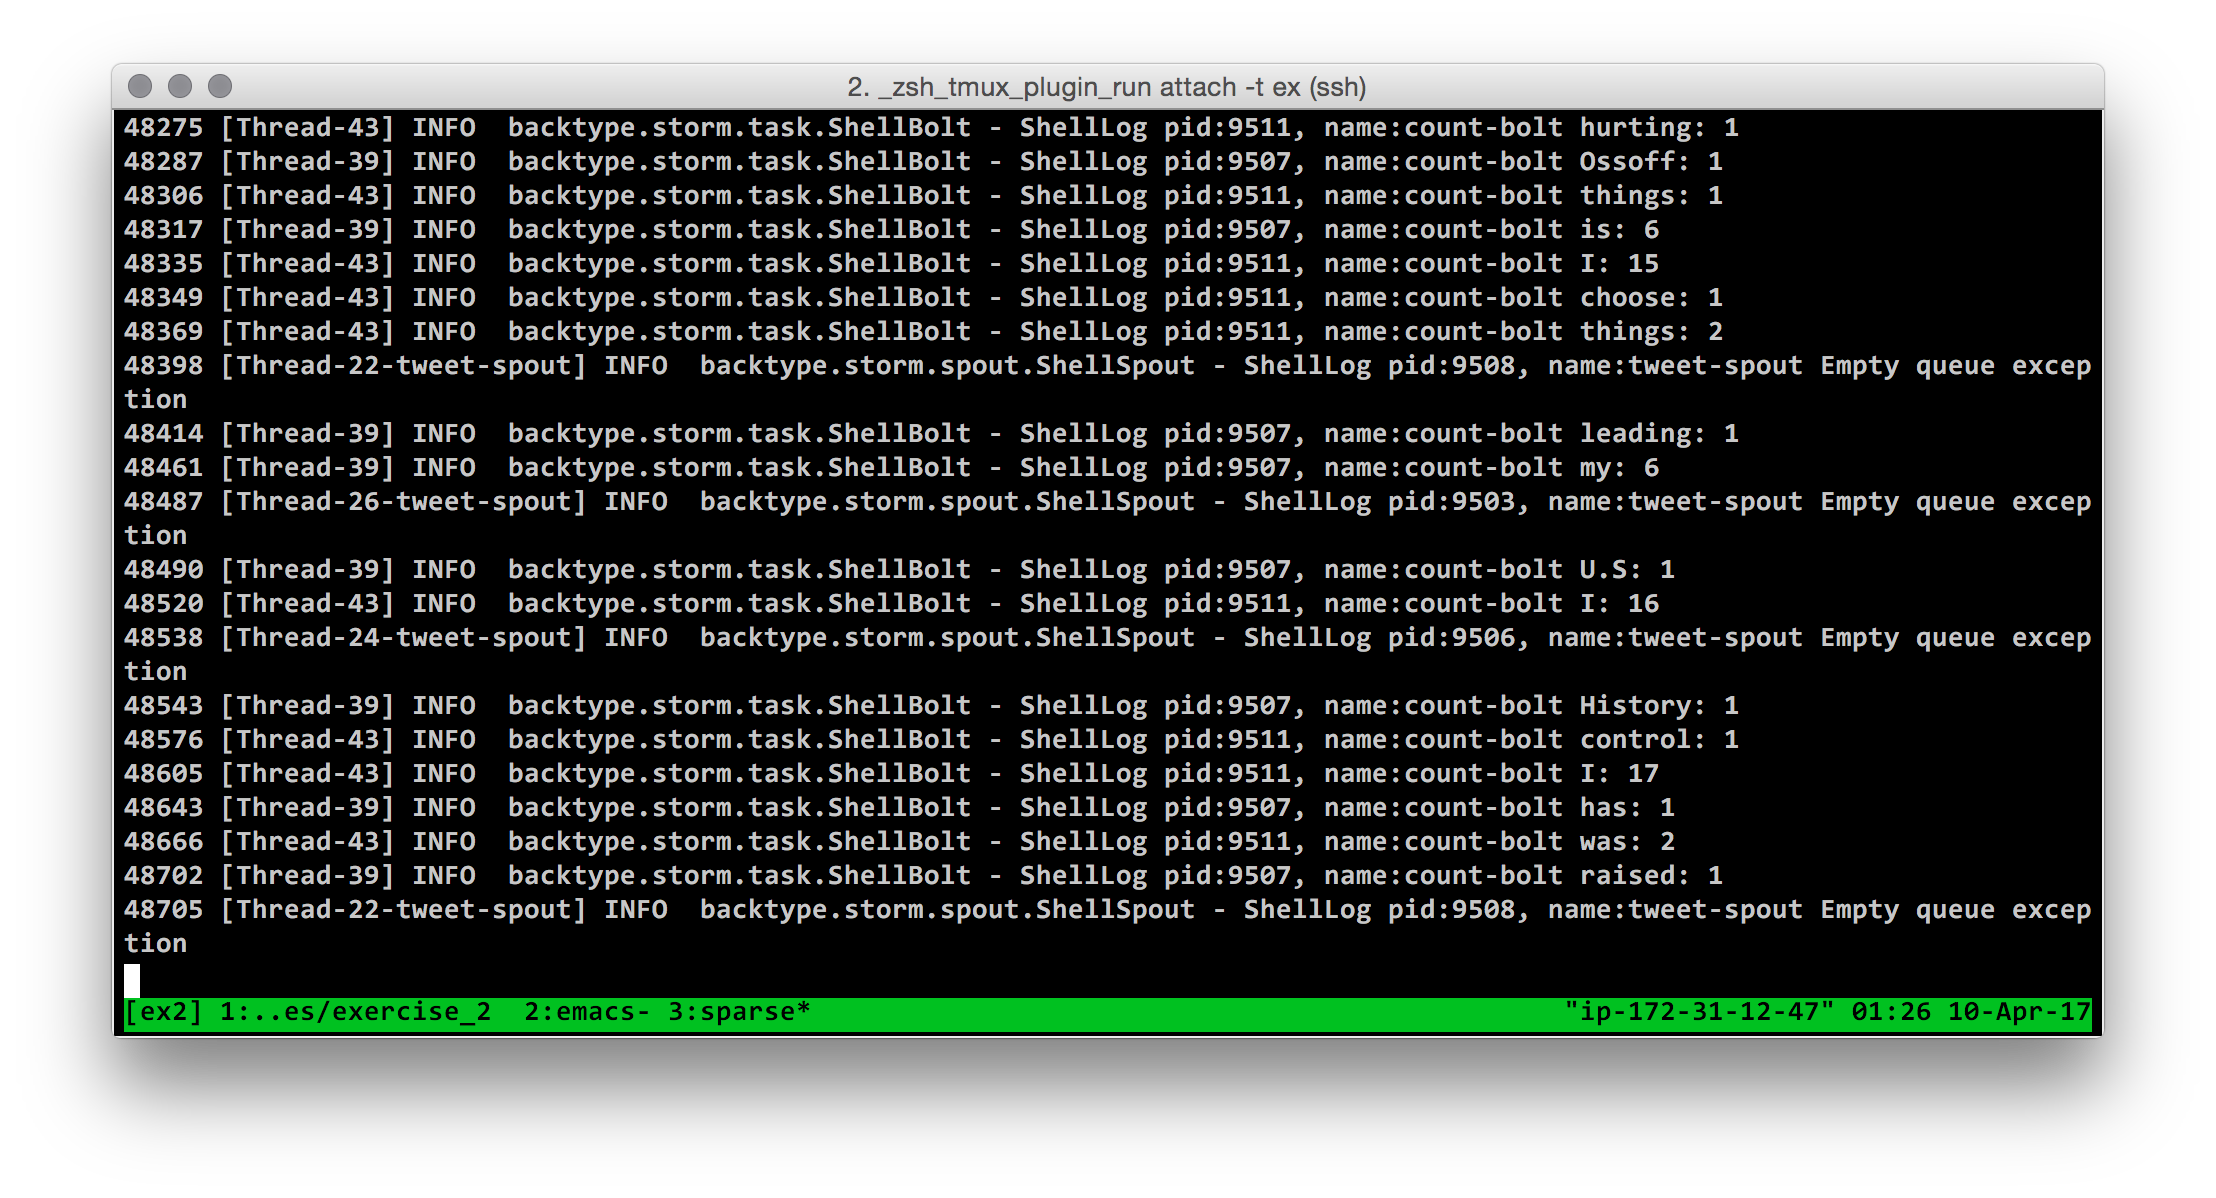 2. _zsh_tmux_plugin_run attach -t ex (ssh)
48275 [Thread-43] INFO  backtype.storm.task.ShellBolt - ShellLog pid:9511, name:count-bolt hurting: 1
48287 [Thread-39] INFO  backtype.storm.task.ShellBolt - ShellLog pid:9507, name:count-bolt Ossoff: 1
48306 [Thread-43] INFO  backtype.storm.task.ShellBolt - ShellLog pid:9511, name:count-bolt things: 1
48317 [Thread-39] INFO  backtype.storm.task.ShellBolt - ShellLog pid:9507, name:count-bolt is: 6
48335 [Thread-43] INFO  backtype.storm.task.ShellBolt - ShellLog pid:9511, name:count-bolt I: 15
48349 [Thread-43] INFO  backtype.storm.task.ShellBolt - ShellLog pid:9511, name:count-bolt choose: 1
48369 [Thread-43] INFO  backtype.storm.task.ShellBolt - ShellLog pid:9511, name:count-bolt things: 2
48398 [Thread-22-tweet-spout] INFO  backtype.storm.spout.ShellSpout - ShellLog pid:9508, name:tweet-spout Empty queue excep
tion
48414 [Thread-39] INFO  backtype.storm.task.ShellBolt - ShellLog pid:9507, name:count-bolt leading: 1
48461 [Thread-39] INFO  backtype.storm.task.ShellBolt - ShellLog pid:9507, name:count-bolt my: 6
48487 [Thread-26-tweet-spout] INFO  backtype.storm.spout.ShellSpout - ShellLog pid:9503, name:tweet-spout Empty queue excep
tion
48490 [Thread-39] INFO  backtype.storm.task.ShellBolt - ShellLog pid:9507, name:count-bolt U.S: 1
48520 [Thread-43] INFO  backtype.storm.task.ShellBolt - ShellLog pid:9511, name:count-bolt I: 16
48538 [Thread-24-tweet-spout] INFO  backtype.storm.spout.ShellSpout - ShellLog pid:9506, name:tweet-spout Empty queue excep
tion
48543 [Thread-39] INFO  backtype.storm.task.ShellBolt - ShellLog pid:9507, name:count-bolt History: 1
48576 [Thread-43] INFO  backtype.storm.task.ShellBolt - ShellLog pid:9511, name:count-bolt control: 1
48605 [Thread-43] INFO  backtype.storm.task.ShellBolt - ShellLog pid:9511, name:count-bolt I: 17
48643 [Thread-39] INFO  backtype.storm.task.ShellBolt - ShellLog pid:9507, name:count-bolt has: 1
48666 [Thread-43] INFO  backtype.storm.task.ShellBolt - ShellLog pid:9511, name:count-bolt was: 2
48702 [Thread-39] INFO  backtype.storm.task.ShellBolt - ShellLog pid:9507, name:count-bolt raised: 1
48705 [Thread-22-tweet-spout] INFO  backtype.storm.spout.ShellSpout - ShellLog pid:9508, name:tweet-spout Empty queue excep
tion
[ex2] 1:..es/exercise_2  2:emacs- 3:sparse* "ip-172-31-12-47" 01:26 10-Apr-17